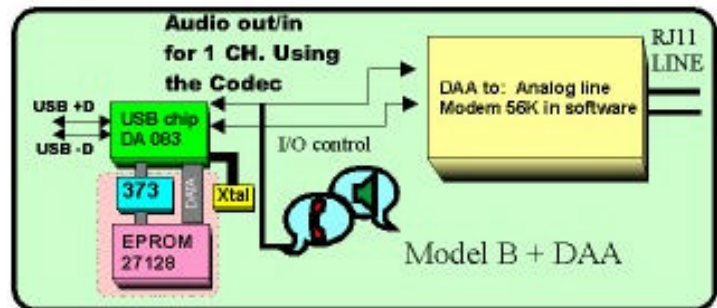 Audio out/in
for 1 CH. Using
the Codec
RJ11
LINE
DAA to: Analog line
Modem 56K in software
USB +D
USB -D
USB chip
DA 083
I/O control
373
DATA
Xtal
EPROM
27128
Model B + DAA